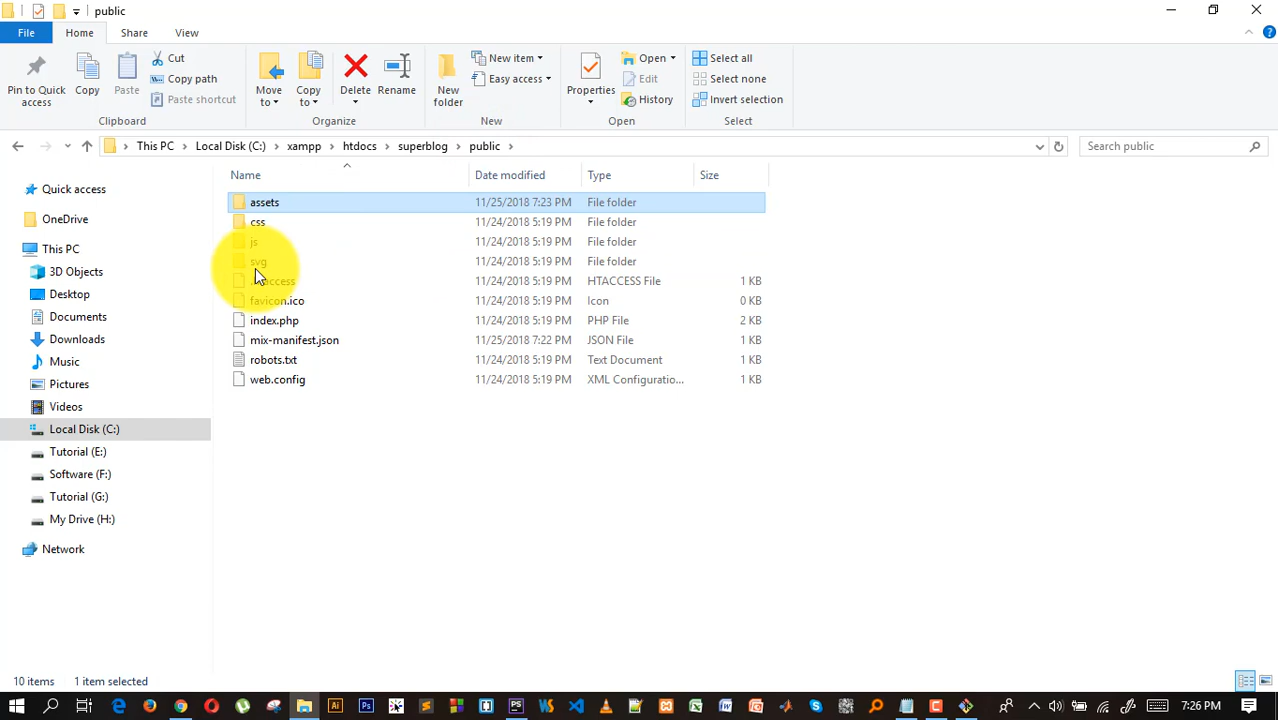 public
File Home Share View
Pin to Quick access
Copy
Paste
Cut
Copy path
Paste shortcut
Clipboard
Move to
Copy to
Delete
Rename
Organize
New folder
New item
Easy access
New
Properties
Open
Edit
History
Open
Select all
Select none
Invert selection
Select
This PC Local Disk (C:) xampp htdocs superblog public
Search public
Name Date modified Type Size
assets 11/25/2018 7:23 PM File folder
css 11/24/2018 5:19 PM File folder
js 11/24/2018 5:19 PM File folder
svg 11/24/2018 5:19 PM File folder
.htaccess 11/24/2018 5:19 PM HTACCESS File 1 KB
favicon.ico 11/24/2018 5:19 PM Icon 0 KB
index.php 11/24/2018 5:19 PM PHP File 2 KB
mix-manifest.json 11/25/2018 7:22 PM JSON File 1 KB
robots.txt 11/24/2018 5:19 PM Text Document 1 KB
web.config 11/24/2018 5:19 PM XML Configuratio... 1 KB
Quick access
OneDrive
This PC
3D Objects
Desktop
Documents
Downloads
Music
Pictures
Videos
Local Disk (C:)
Tutorial (E:)
Software (F:)
Tutorial (G:)
My Drive (H:)
Network
10 items 1 item selected
7:26 PM